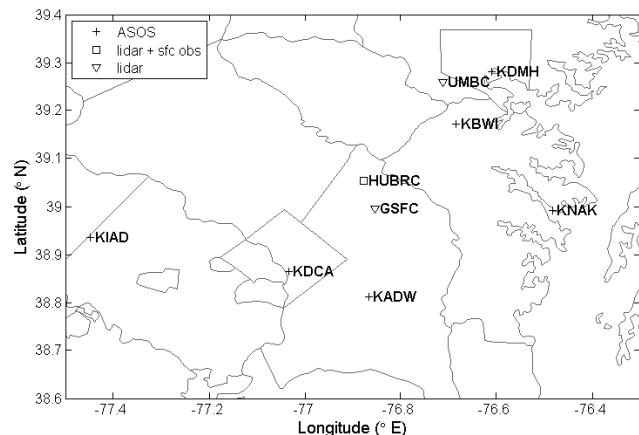 ASOS
lidar + sfc obs
lidar
39.4
39.3
39.2
39.1
39
38.9
38.8
38.7
38.6
Latitude (° N)
UMBC
KDMH
KBWI
HUBRC
GSFC
KNAK
KIAD
KDCA
KADW
-77.4
-77.2
-77
-76.8
-76.6
-76.4
Longitude (° E)